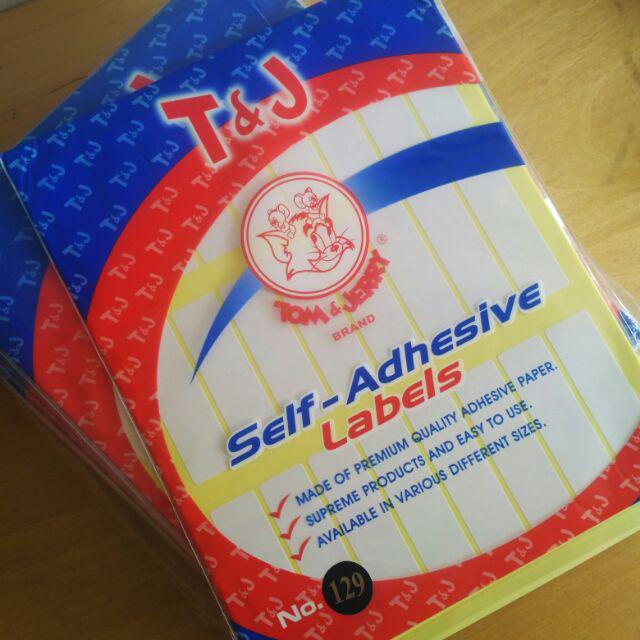 T&J
TOM & JERRY ®
BRAND
Self-Adhesive
Labels
MADE OF PREMIUM QUALITY ADHESIVE PAPER.
SUPREME PRODUCTS AND EASY TO USE.
AVAILABLE IN VARIOUS DIFFERENT SIZES.
No. 129